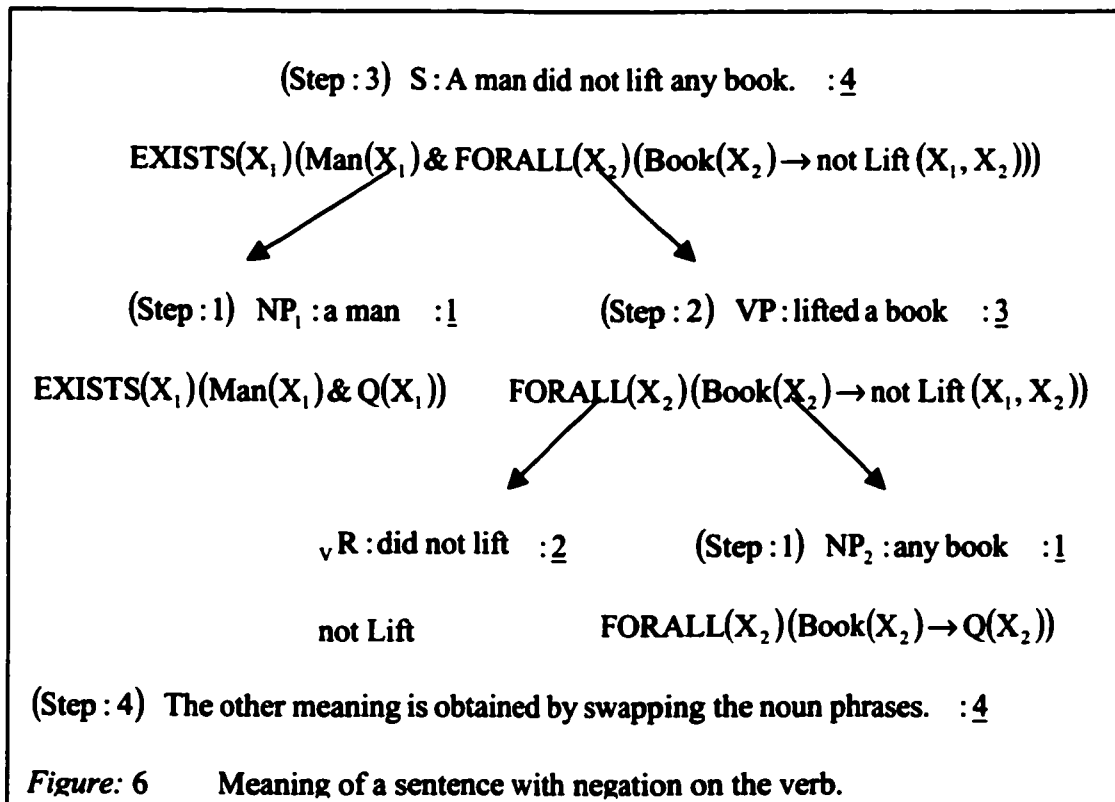 (Step : 3) S : A man did not lift any book. : 4
EXISTS(X₁)(Man(X₁) & FORALL(X₂)(Book(X₂) → not Lift (X₁, X₂)))
(Step : 1) NP₁ : a man : 1 (Step : 2) VP : lifted a book : 3
EXISTS(X₁)(Man(X₁) & Q(X₁)) FORALL(X₂)(Book(X₂) → not Lift (X₁, X₂))
ᵥR : did not lift : 2 (Step : 1) NP₂ : any book : 1
not Lift FORALL(X₂)(Book(X₂) → Q(X₂))
(Step : 4) The other meaning is obtained by swapping the noun phrases. : 4
Figure: 6 Meaning of a sentence with negation on the verb.